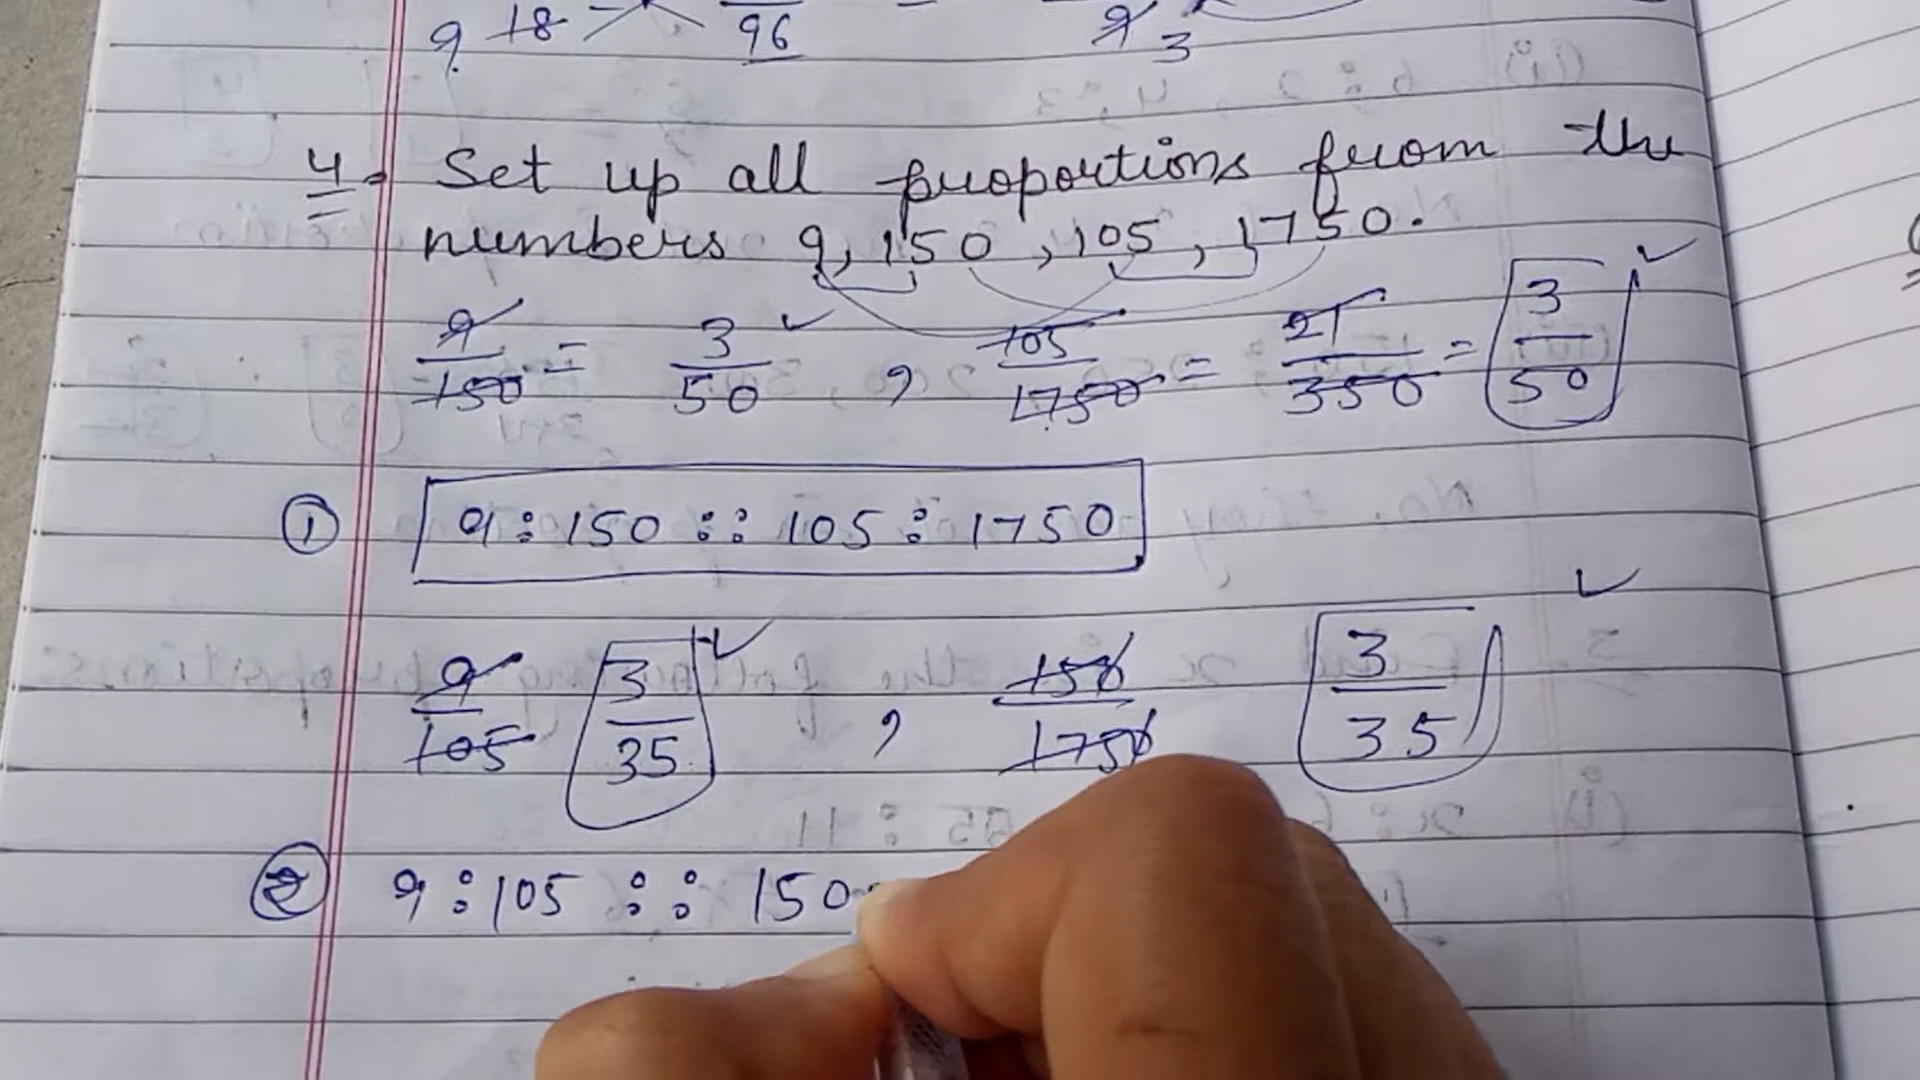 9 18 96 = 9 3
4. Set up all proportions from the
numbers 9, 150, 105, 1750.
9/150 = 3/50 , 105/1750 = 21/350 = 3/50
① 9 : 150 :: 105 : 1750
9/105 3/35 , 150/1750 3/35
② 9 : 105 :: 150